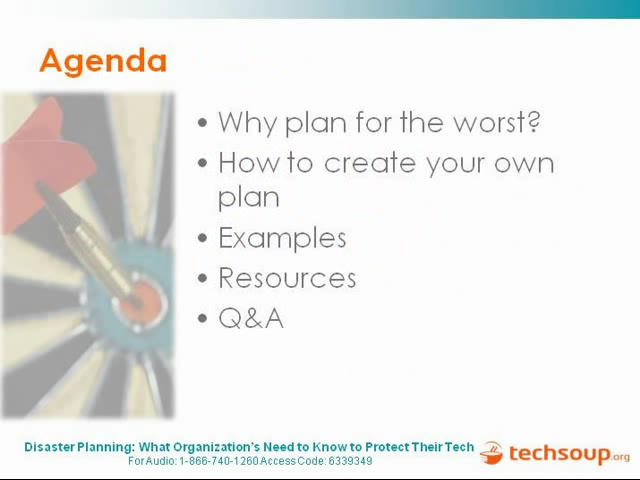 Agenda
• Why plan for the worst?
• How to create your own
plan
• Examples
• Resources
• Q&A
Disaster Planning: What Organization's Need to Know to Protect Their Tech
For Audio: 1-866-740-1260 Access Code: 6339349
techsoup.org